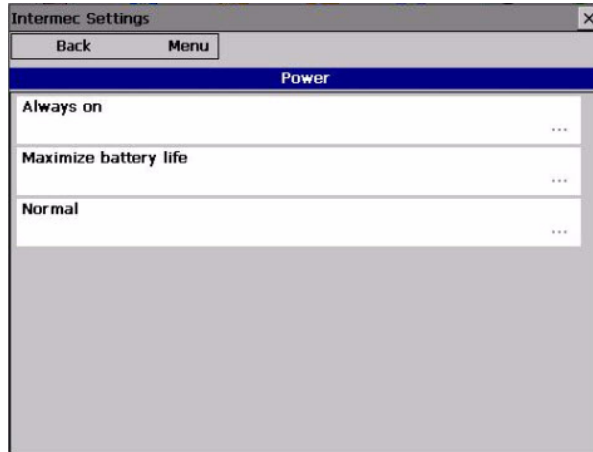 Intermec Settings
Back Menu
Power
Always on
...
Maximize battery life
...
Normal
...